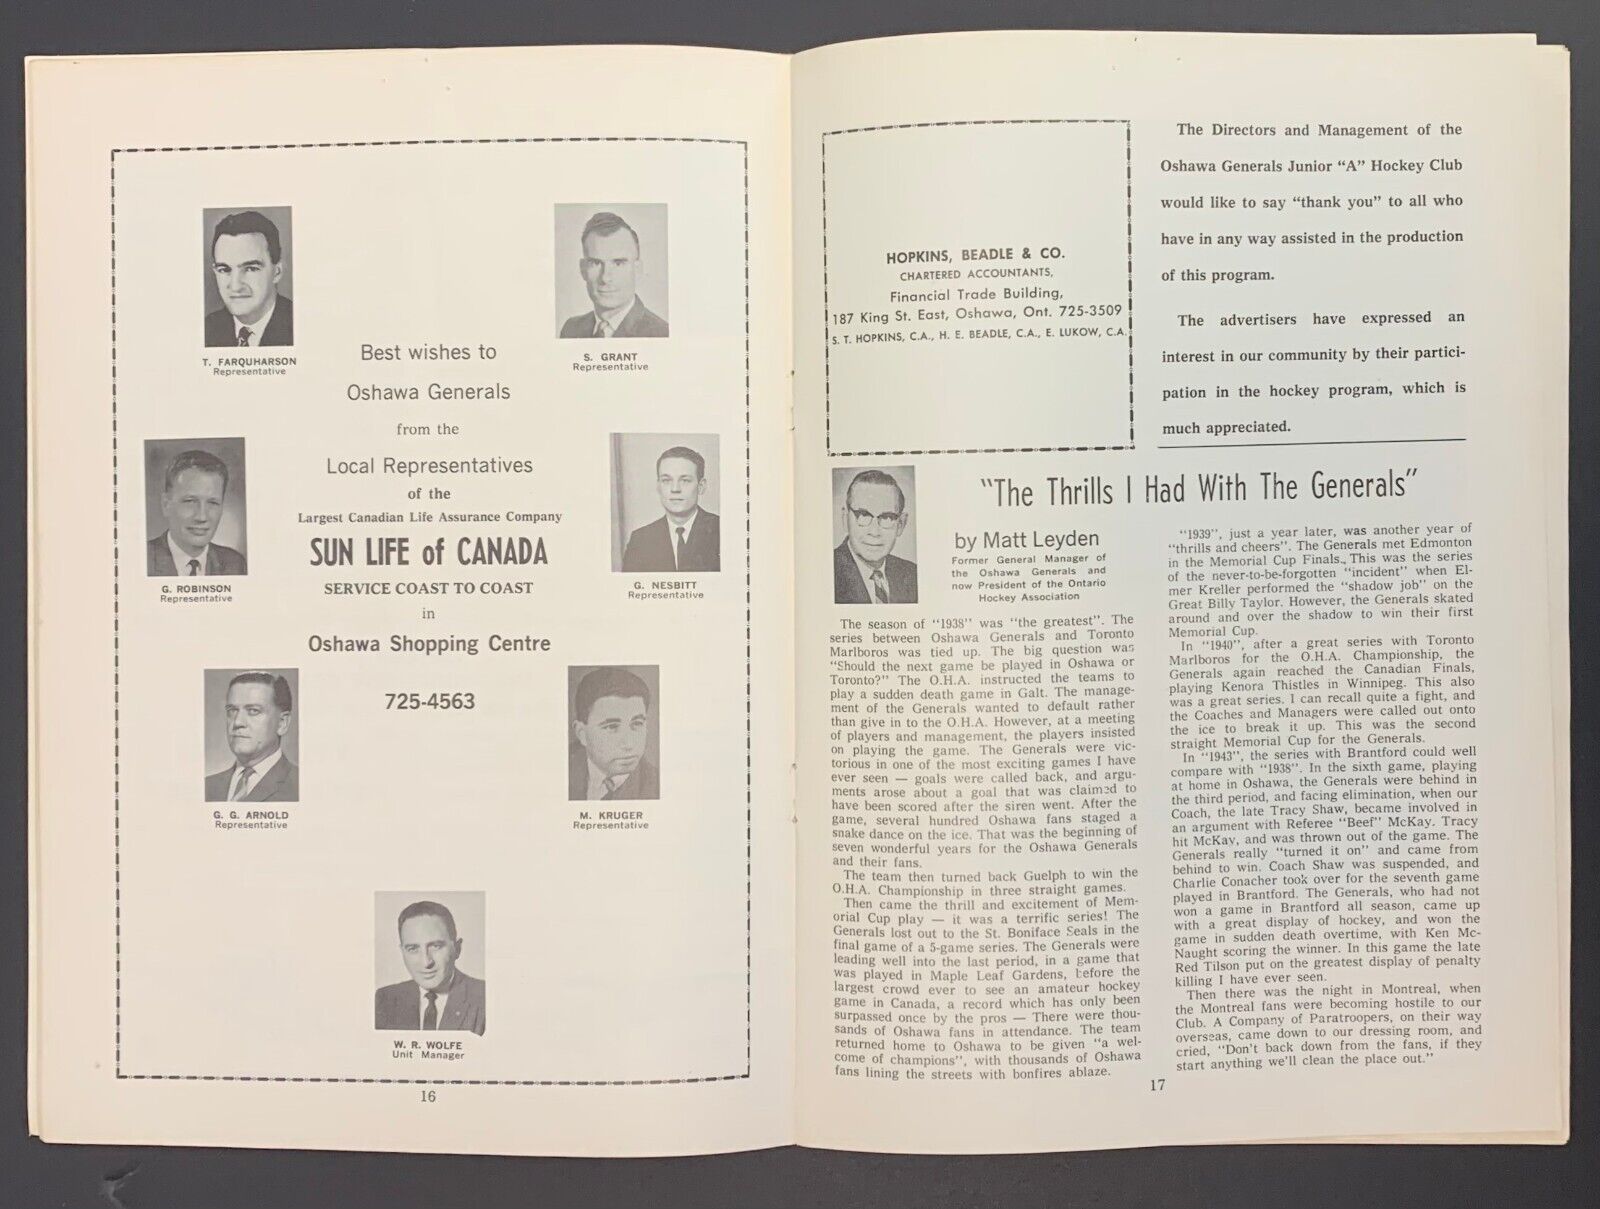 T. FARQUHARSON
Representative
S. GRANT
Representative
Best wishes to
Oshawa Generals
from the
Local Representatives
of the
Largest Canadian Life Assurance Company
SUN LIFE of CANADA
SERVICE COAST TO COAST
in
Oshawa Shopping Centre
725-4563
G. ROBINSON
Representative
G. NESBITT
Representative
G. G. ARNOLD
Representative
M. KRUGER
Representative
W. R. WOLFE
Unit Manager
16
HOPKINS, BEADLE & CO.
CHARTERED ACCOUNTANTS,
Financial Trade Building,
187 King St. East, Oshawa, Ont. 725-3509
S. T. HOPKINS, C.A., H. E. BEADLE, C.A., E. LUKOW, C.A.
The Directors and Management of the
Oshawa Generals Junior "A" Hockey Club
would like to say "thank you" to all who
have in any way assisted in the production
of this program.
The advertisers have expressed an
interest in our community by their partici-
pation in the hockey program, which is
much appreciated.
"The Thrills I Had With The Generals"
by Matt Leyden
Former General Manager of
the Oshawa Generals and
now President of the Ontario
Hockey Association
The season of "1938" was "the greatest". The
series between Oshawa Generals and Toronto
Marlboros was tied up. The big question was
"Should the next game be played in Oshawa or
Toronto?" The O.H.A. instructed the teams to
play a sudden death game in Galt. The manage-
ment of the Generals wanted to default rather
than give in to the O.H.A. However, at a meeting
of players and management, the players insisted
on playing the game. The Generals were vic-
torious in one of the most exciting games I have
ever seen — goals were called back, and argu-
ments arose about a goal that was claimed to
have been scored after the siren went. After the
game, several hundred Oshawa fans staged a
snake dance on the ice. That was the beginning of
seven wonderful years for the Oshawa Generals
and their fans.
The team then turned back Guelph to win the
O.H.A. Championship in three straight games.
Then came the thrill and excitement of Mem-
orial Cup play — it was a terrific series! The
Generals lost out to the St. Boniface Seals in the
final game of a 5-game series. The Generals were
leading well into the last period, in a game that
was played in Maple Leaf Gardens, before the
largest crowd ever to see an amateur hockey
game in Canada, a record which has only been
surpassed once by the pros — There were thou-
sands of Oshawa fans in attendance. The team
returned home to Oshawa to be given "a wel-
come of champions", with thousands of Oshawa
fans lining the streets with bonfires ablaze.
"1939", just a year later, was another year of
"thrills and cheers". The Generals met Edmonton
in the Memorial Cup Finals. This was the series
of the never-to-be-forgotten "incident" when El-
mer Kreller performed the "shadow job" on the
Great Billy Taylor. However, the Generals skated
around and over the shadow to win their first
Memorial Cup.
In "1940", after a great series with Toronto
Marlboros for the O.H.A. Championship, the
Generals again reached the Canadian Finals,
playing Kenora Thistles in Winnipeg. This also
was a great series. I can recall quite a fight, and
the Coaches and Managers were called out onto
the ice to break it up. This was the second
straight Memorial Cup for the Generals.
In "1943", the series with Brantford could well
compare with "1938". In the sixth game, playing
at home in Oshawa, the Generals were behind in
the third period, and facing elimination, when our
Coach, the late Tracy Shaw, became involved in
an argument with Referee "Beef" McKay. Tracy
hit McKay, and was thrown out of the game. The
Generals really "turned it on" and came from
behind to win. Coach Shaw was suspended, and
Charlie Conacher took over for the seventh game
played in Brantford. The Generals, who had not
won a game in Brantford all season, came up
with a great display of hockey, and won the
game in sudden death overtime, with Ken Mc-
Naught scoring the winner. In this game the late
Red Tilson put on the greatest display of penalty
killing I have ever seen.
Then there was the night in Montreal, when
the Montreal fans were becoming hostile to our
Club. A Company of Paratroopers, on their way
overseas, came down to our dressing room, and
cried, "Don't back down from the fans, if they
start anything we'll clean the place out."
17